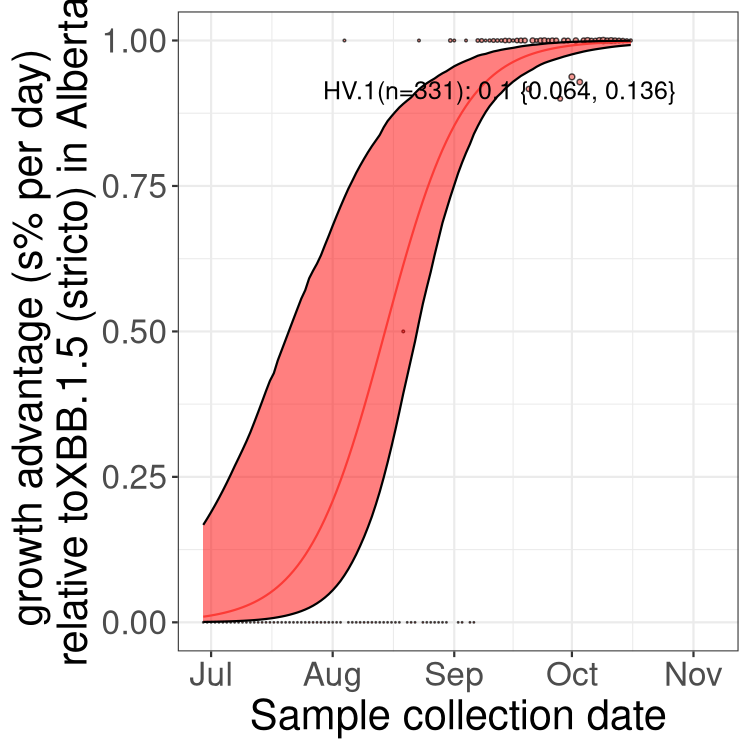 growth advantage (s% per day)
relative toXBB.1.5 (stricto) in Alberta
1.00
0.75
0.50
0.25
0.00
HV.1(n=331): 0.1 {0.064, 0.136}
Jul Aug Sep Oct Nov
Sample collection date